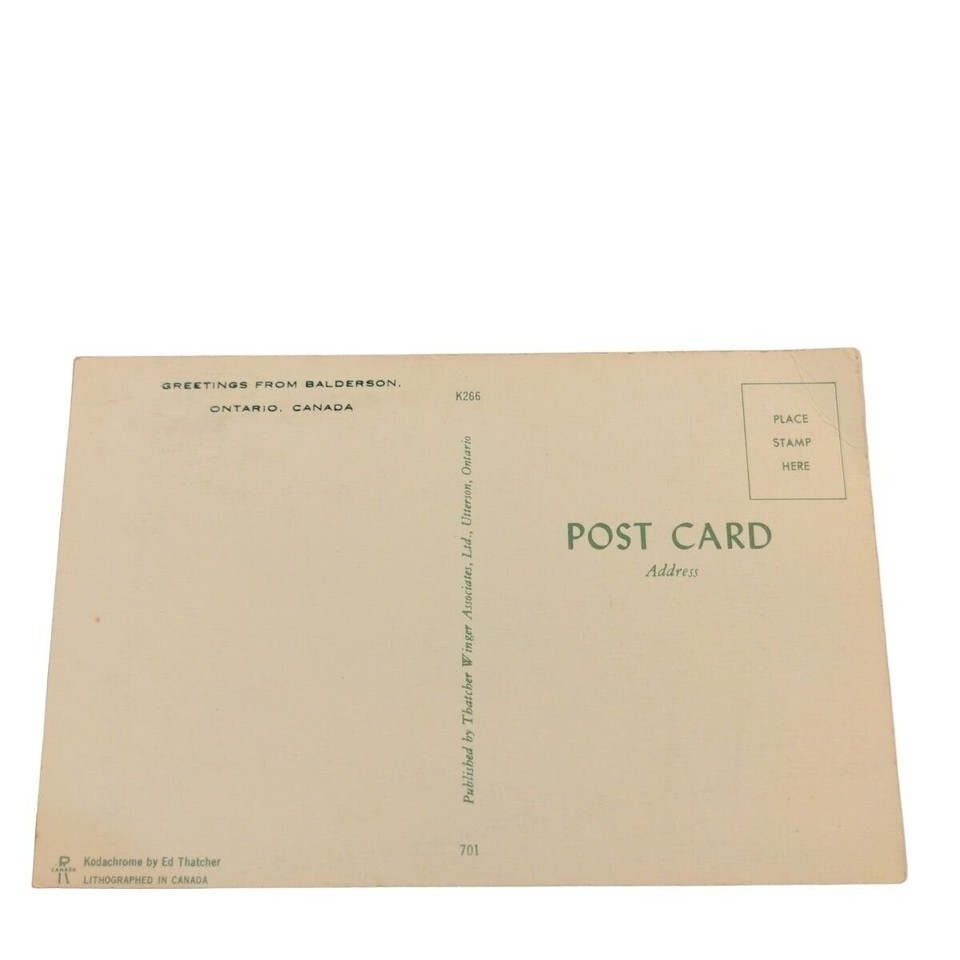 GREETINGS FROM BALDERSON,
ONTARIO, CANADA
K266
Published by Thatcher Winger Associates, Ltd., Utterson, Ontario
701
PLACE
STAMP
HERE
POST CARD
Address
R
CANADA
Kodachrome by Ed Thatcher
LITHOGRAPHED IN CANADA